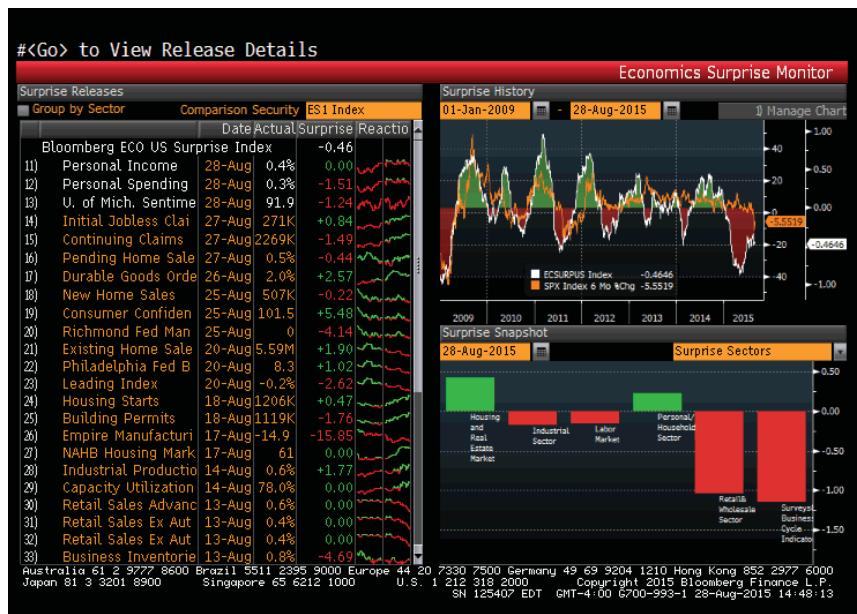 #<Go> to View Release Details
Economics Surprise Monitor
Surprise Releases
Group by Sector Comparison Security ES1 Index
Date Actual Surprise Reactio
Bloomberg ECO US Surprise Index -0.46
11) Personal Income 28-Aug 0.4% 0.00
12) Personal Spending 28-Aug 0.3% -1.51
13) U. of Mich. Sentime 28-Aug 91.9 -1.24
14) Initial Jobless Clai 27-Aug 271K +0.84
15) Continuing Claims 27-Aug 2269K -1.49
16) Pending Home Sale 27-Aug 0.5% -0.44
17) Durable Goods Orde 26-Aug 2.0% +2.57
18) New Home Sales 25-Aug 507K -0.22
19) Consumer Confiden 25-Aug 101.5 +5.48
20) Richmond Fed Man 25-Aug 0 -4.14
21) Existing Home Sale 20-Aug 5.59M +1.90
22) Philadelphia Fed B 20-Aug 8.3 +1.02
23) Leading Index 20-Aug -0.2% -2.62
24) Housing Starts 18-Aug 1206K +0.47
25) Building Permits 18-Aug 1119K -1.76
26) Empire Manufacturi 17-Aug -14.9 -15.85
27) NAHB Housing Mark 17-Aug 61 0.00
28) Industrial Productio 14-Aug 0.6% +1.77
29) Capacity Utilization 14-Aug 78.0% 0.00
30) Retail Sales Advanc 13-Aug 0.6% 0.00
31) Retail Sales Ex Aut 13-Aug 0.4% 0.00
32) Retail Sales Ex Aut 13-Aug 0.4% 0.00
33) Business Inventorie 13-Aug 0.8% -4.69
Surprise History
01-Jan-2009 - 28-Aug-2015 1) Manage Chart
40
20
0
-20
-40
1.00
0.50
0.00
-1.00
-5.5519
-0.4646
ECSURPUS Index -0.4646
SPX Index 6 Mo %Chg -5.5519
2009 2010 2011 2012 2013 2014 2015
Surprise Snapshot
28-Aug-2015 Surprise Sectors
0.50
0.00
-0.50
-1.00
-1.50
Housing
and
Real
Estate
Market
Industrial
Sector
Labor
Market
Personal/
Household
Sector
Retail&
Wholesale
Sector
Surveys&
Business
Cycle
Indicato
Australia 61 2 9777 8600 Brazil 5511 2395 9000 Europe 44 20 7330 7500 Germany 49 69 9204 1210 Hong Kong 852 2977 6000
Japan 81 3 3201 8900 Singapore 65 6212 1000 U.S. 1 212 318 2000 Copyright 2015 Bloomberg Finance L.P.
SN 125407 EDT GMT-4:00 G700-993-1 28-Aug-2015 14:48:13